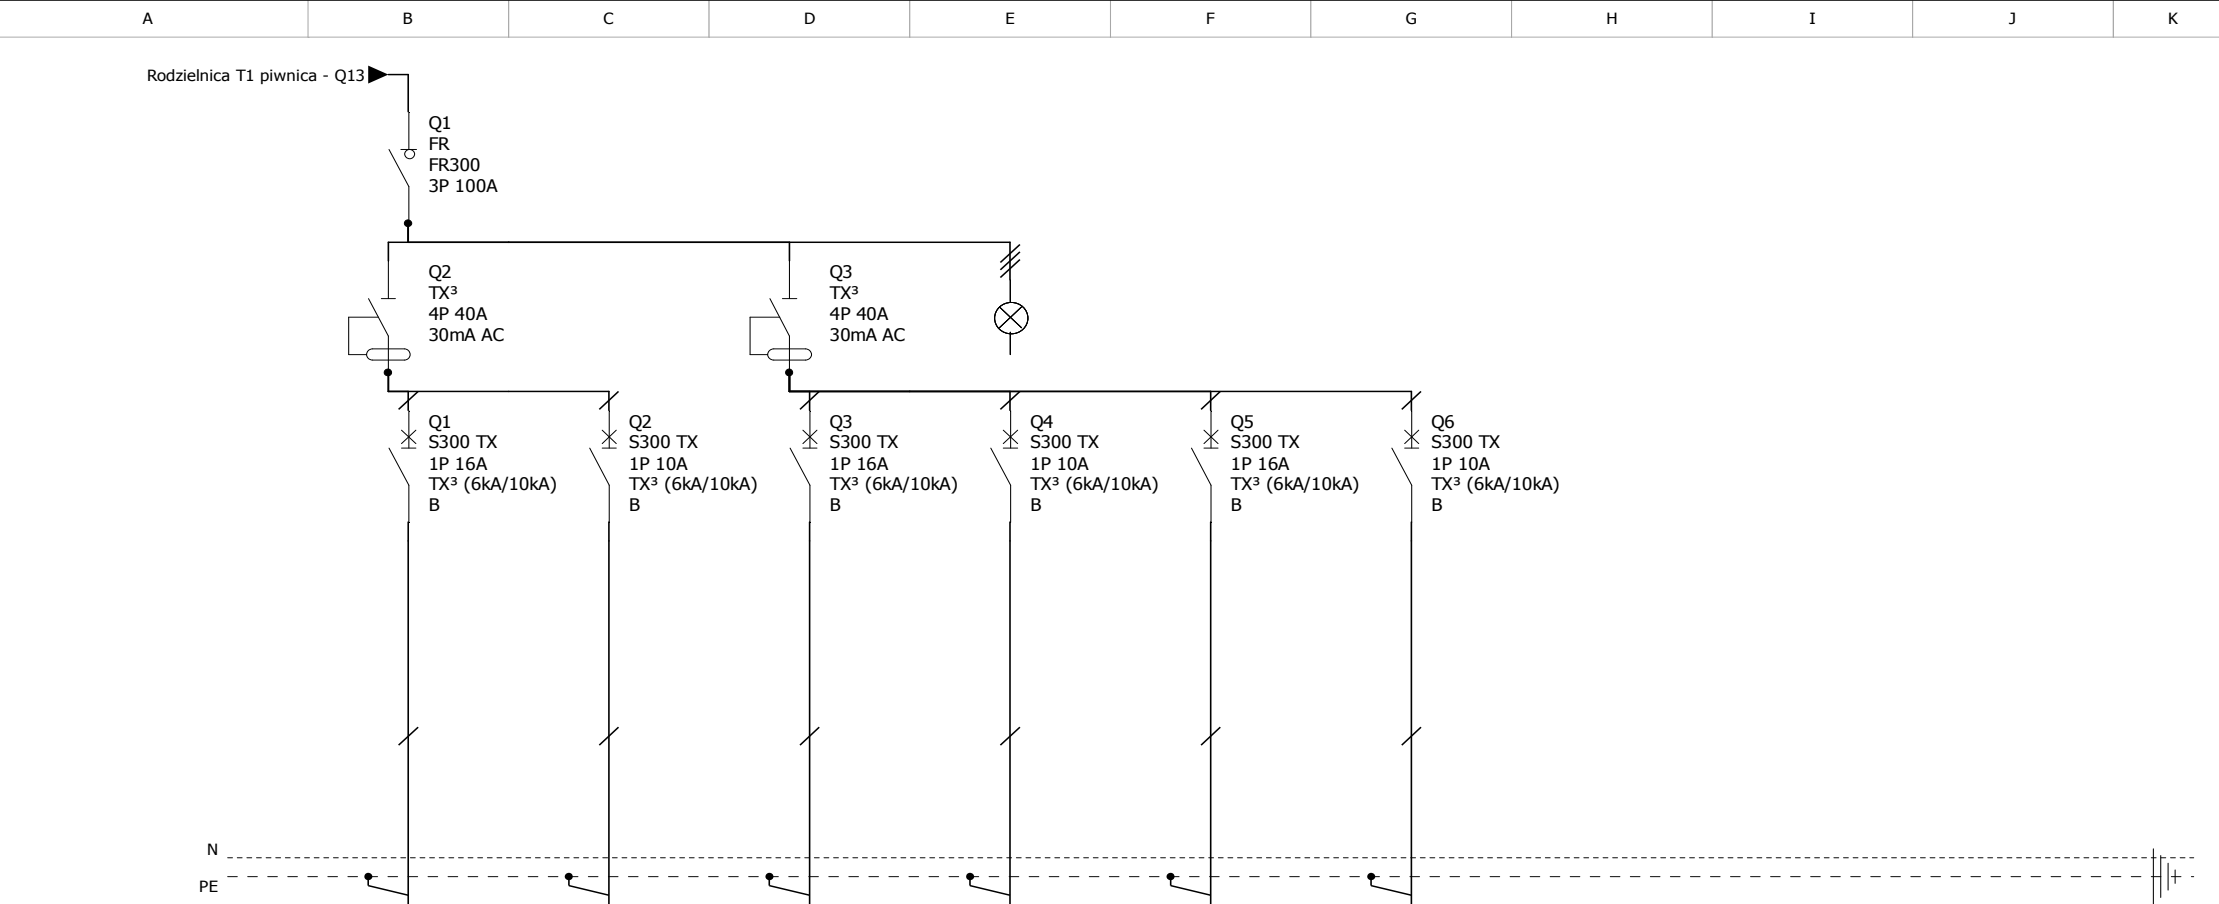 A B C D E F G H I J K
Rodzielnica T1 piwnica - Q13
Q1
FR
FR300
3P 100A
Q2
TX³
4P 40A
30mA AC
Q3
TX³
4P 40A
30mA AC
Q1
S300 TX
1P 16A
TX³ (6kA/10kA)
B
Q2
S300 TX
1P 10A
TX³ (6kA/10kA)
B
Q3
S300 TX
1P 16A
TX³ (6kA/10kA)
B
Q4
S300 TX
1P 10A
TX³ (6kA/10kA)
B
Q5
S300 TX
1P 16A
TX³ (6kA/10kA)
B
Q6
S300 TX
1P 10A
TX³ (6kA/10kA)
B
N
PE